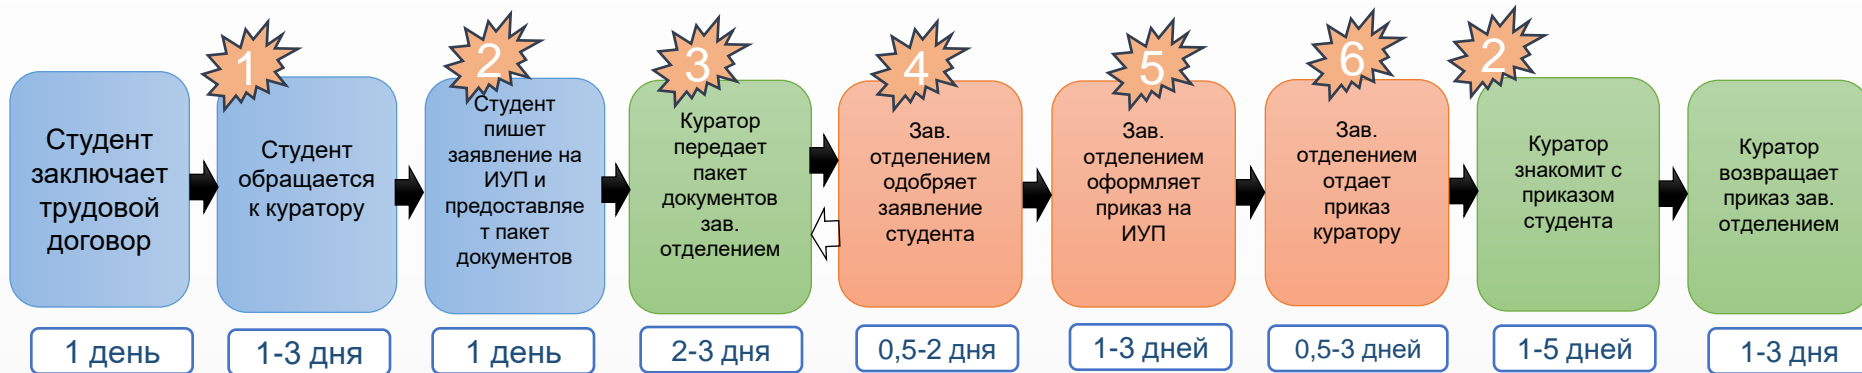 1
2
3
4
5
6
2
Студент
заключает
трудовой
договор
Студент
обращается
к куратору
Студент
пишет
заявление на
ИУП и
предоставляе
т пакет
документов
Куратор
передает
пакет
документов
зав.
отделением
Зав.
отделением
одобряет
заявление
студента
Зав.
отделением
оформляет
приказ на
ИУП
Зав.
отделением
отдает
приказ
куратору
Куратор
знакомит с
приказом
студента
Куратор
возвращает
приказ зав.
отделением
1 день
1-3 дня
1 день
2-3 дня
0,5-2 дня
1-3 дней
0,5-3 дней
1-5 дней
1-3 дня